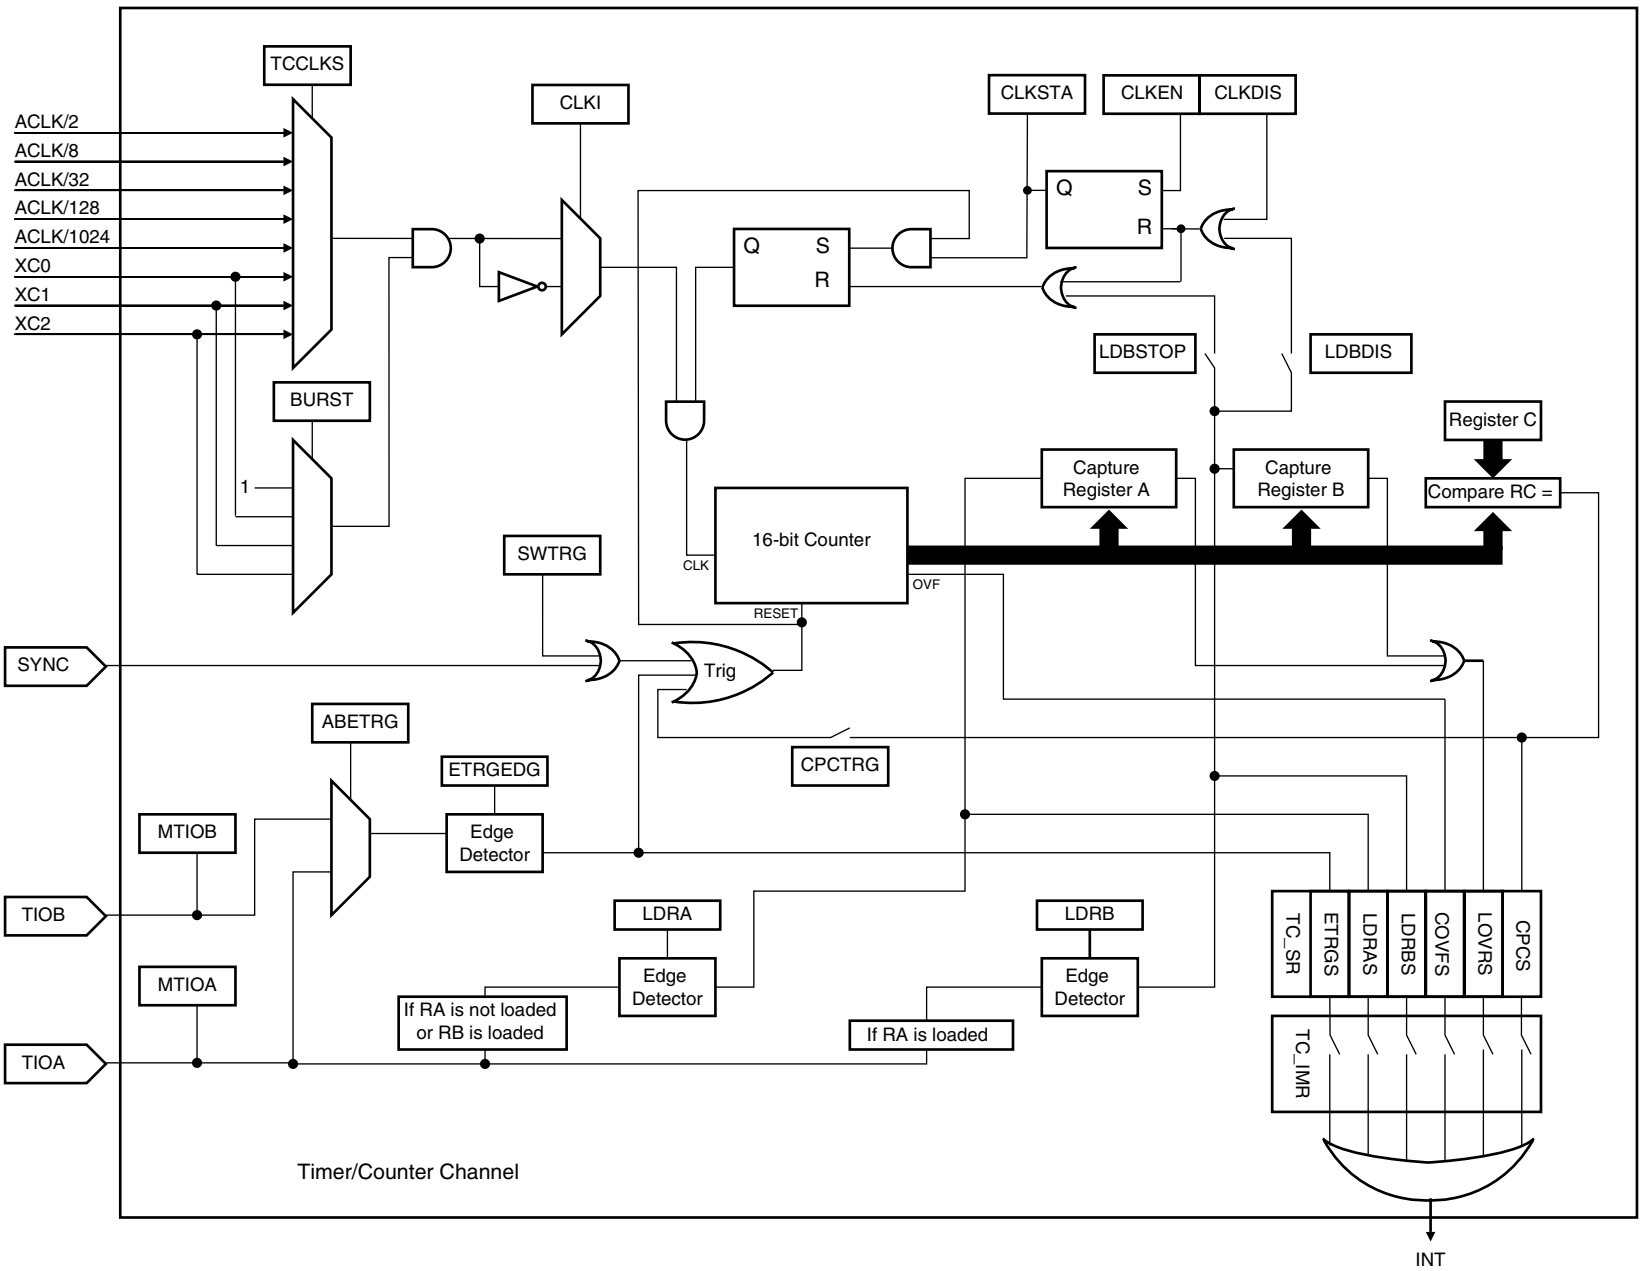 TCCLKS
CLKI
CLKSTA
CLKEN
CLKDIS
ACLK/2
ACLK/8
ACLK/32
ACLK/128
ACLK/1024
XC0
XC1
XC2
Q
S
R
Q
S
R
LDBSTOP
LDBDIS
BURST
1
Register C
Capture
Register A
Capture
Register B
Compare RC =
16-bit Counter
CLK
OVF
RESET
SWTRG
SYNC
Trig
ABETRG
CPCTRG
ETRGEDG
MTIOB
Edge
Detector
TIOB
LDRA
LDRB
MTIOA
Edge
Detector
Edge
Detector
If RA is not loaded
or RB is loaded
If RA is loaded
TIOA
TC_SR
ETRGS
LDRAS
LDRBS
COVFS
LOVRS
CPCS
TC_IMR
Timer/Counter Channel
INT